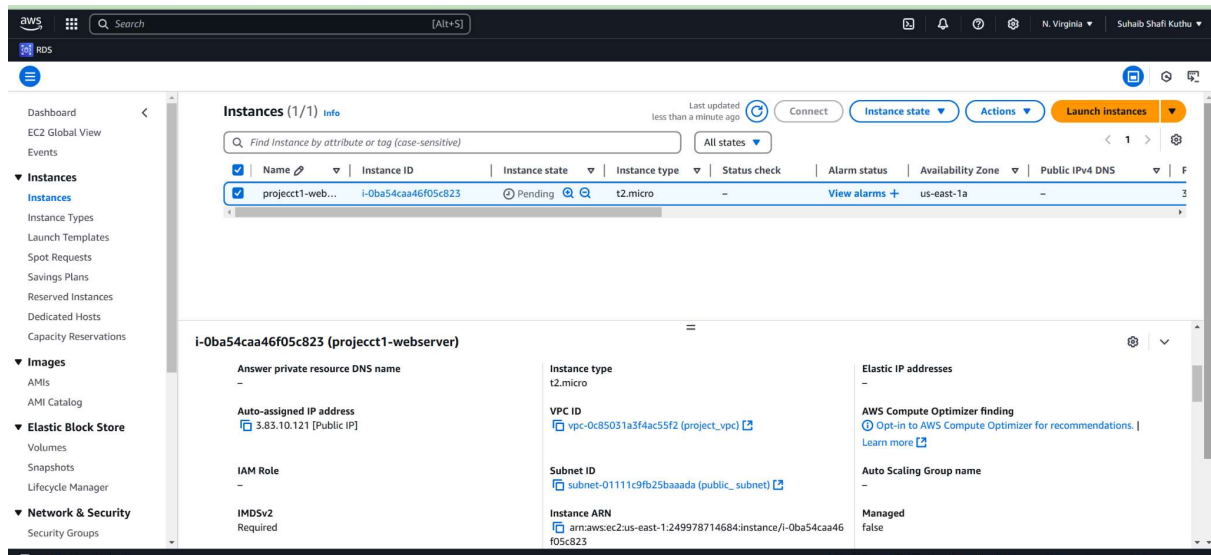 aws Search [Alt+S] N. Virginia Suhaib Shafi Kuthu
RDS
Dashboard
EC2 Global View
Events
Instances
Instances
Instance Types
Launch Templates
Spot Requests
Savings Plans
Reserved Instances
Dedicated Hosts
Capacity Reservations
Images
AMIs
AMI Catalog
Elastic Block Store
Volumes
Snapshots
Lifecycle Manager
Network & Security
Security Groups
Instances (1/1) Info
Last updated
less than a minute ago
Connect Instance state Actions Launch instances
Find Instance by attribute or tag (case-sensitive) All states 1
Name Instance ID Instance state Instance type Status check Alarm status Availability Zone Public IPv4 DNS
projecct1-web... i-0ba54caa46f05c823 Pending t2.micro – View alarms + us-east-1a – 3
i-0ba54caa46f05c823 (projecct1-webserver)
Answer private resource DNS name
–
Instance type
t2.micro
Elastic IP addresses
–
Auto-assigned IP address
3.83.10.121 [Public IP]
VPC ID
vpc-0c85031a3f4ac55f2 (project_vpc)
AWS Compute Optimizer finding
Opt-in to AWS Compute Optimizer for recommendations. |
Learn more
IAM Role
–
Subnet ID
subnet-01111c9fb25baaada (public_ subnet)
Auto Scaling Group name
–
IMDSv2
Required
Instance ARN
arn:aws:ec2:us-east-1:249978714684:instance/i-0ba54caa46
f05c823
Managed
false